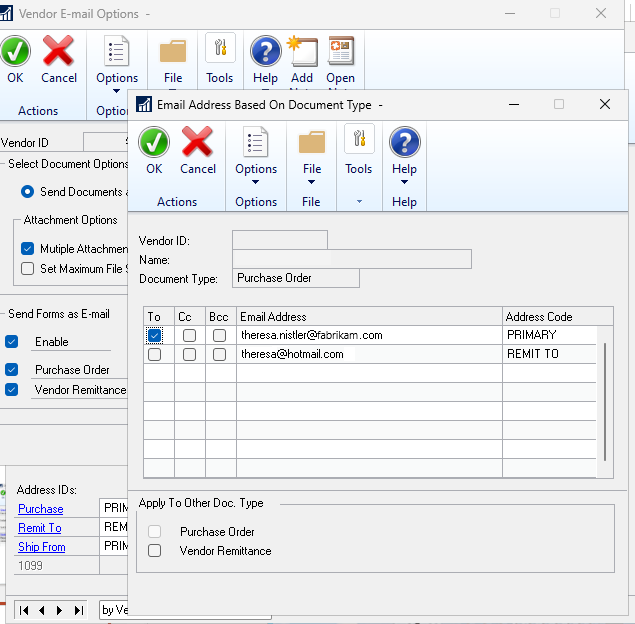 Vendor E-mail Options -
OK Cancel Options File Tools Help Add Open
Actions
Vendor ID
Select Document Options
Send Documents
Attachment Options
Mutiple Attachmen
Set Maximum File
Send Forms as E-mail
Enable
Purchase Order
Vendor Remittance
Address IDs:
Purchase PRI
Remit To REM
Ship From PRIM
1099
by Ve
Email Address Based On Document Type -
OK Cancel Options File Tools Help
Actions Options File Help
Vendor ID:
Name:
Document Type: Purchase Order
To Cc Bcc Email Address Address Code
theresa.nistler@fabrikam.com PRIMARY
theresa@hotmail.com REMIT TO
Apply To Other Doc. Type
Purchase Order
Vendor Remittance